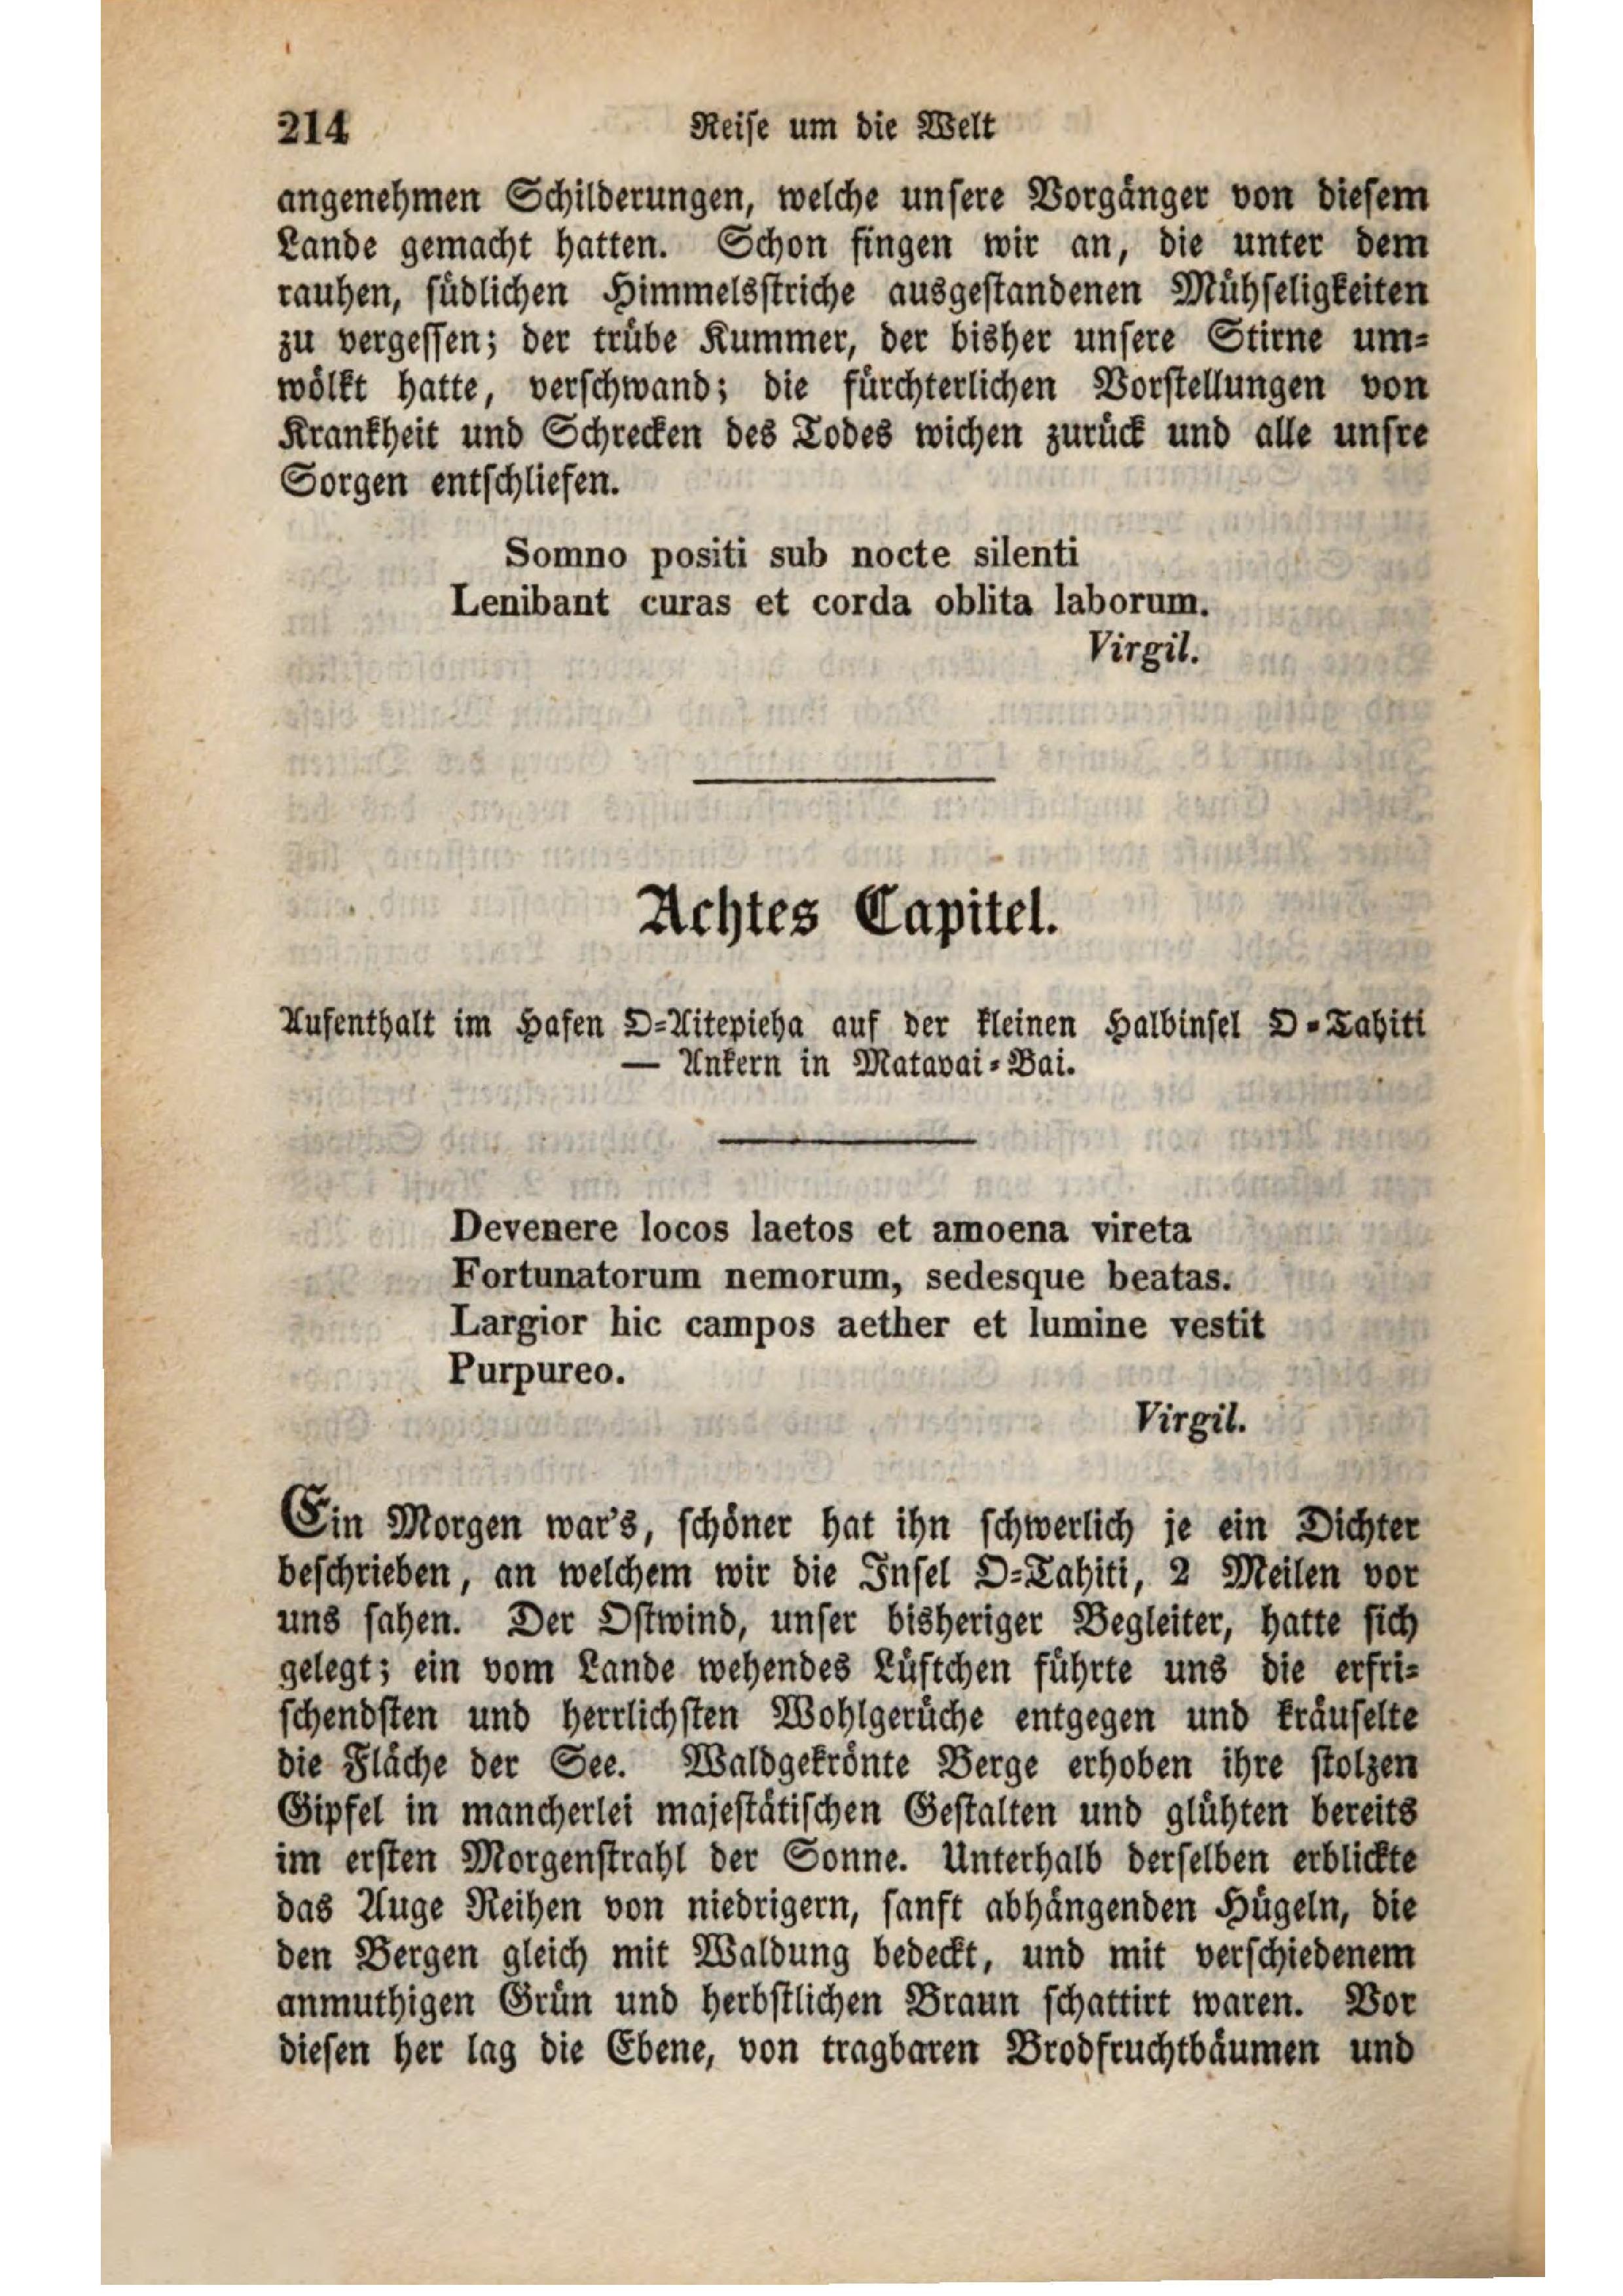 214 Reise um die Welt
angenehmen Schilderungen, welche unsere Vorgänger von diesem
Lande gemacht hatten. Schon fingen wir an, die unter dem
rauhen, südlichen Himmelsstriche ausgestandenen Mühseligkeiten
zu vergessen; der trübe Kummer, der bisher unsere Stirne um-
wölkt hatte, verschwand; die fürchterlichen Vorstellungen von
Krankheit und Schrecken des Todes wichen zurück und alle unsre
Sorgen entschliefen.
Somno positi sub nocte silenti
Lenibant curas et corda oblita laborum.
Virgil.
Achtes Capitel.
Aufenthalt im Hafen O-Aitepieha auf der kleinen Halbinsel O-Tahiti
— Ankern in Matavai-Bai.
Devenere locos laetos et amoena vireta
Fortunatorum nemorum, sedesque beatas.
Largior hic campos aether et lumine vestit
Purpureo.
Virgil.
Ein Morgen war's, schöner hat ihn schwerlich je ein Dichter
beschrieben, an welchem wir die Insel O-Tahiti, 2 Meilen vor
uns sahen. Der Ostwind, unser bisheriger Begleiter, hatte sich
gelegt; ein vom Lande wehendes Lüftchen führte uns die erfri-
schendsten und herrlichsten Wohlgerüche entgegen und kräuselte
die Fläche der See. Waldgekrönte Berge erhoben ihre stolzen
Gipfel in mancherlei majestätischen Gestalten und glühten bereits
im ersten Morgenstrahl der Sonne. Unterhalb derselben erblickte
das Auge Reihen von niedrigern, sanft abhängenden Hügeln, die
den Bergen gleich mit Waldung bedeckt, und mit verschiedenem
anmuthigen Grün und herbstlichen Braun schattirt waren. Vor
diesen her lag die Ebene, von tragbaren Brodfruchtbäumen und